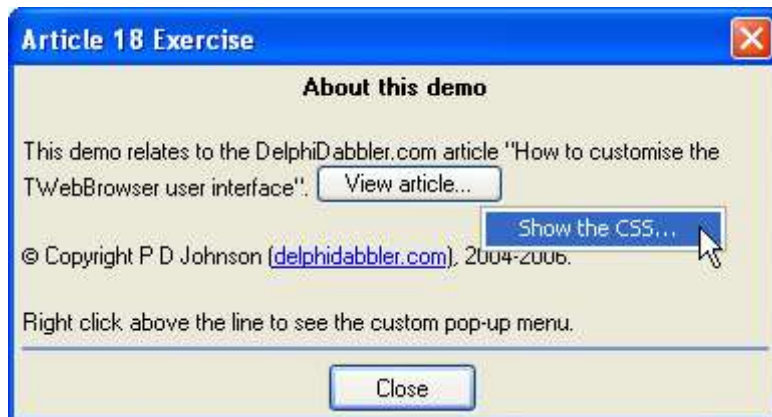 Article 18 Exercise
About this demo
This demo relates to the DelphiDabbler.com article "How to customise the
TWebBrowser user interface". View article...
Show the CSS...
© Copyright P D Johnson (delphidabbler.com), 2004-2006.
Right click above the line to see the custom pop-up menu.
Close